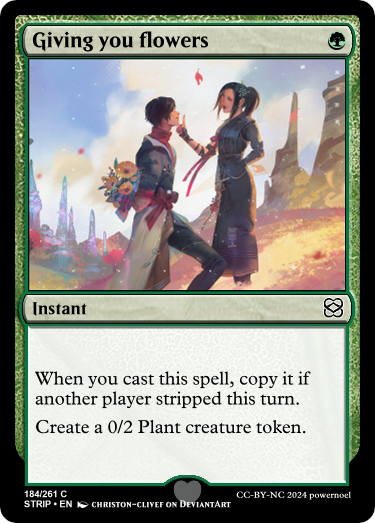 Giving you flowers
Instant
When you cast this spell, copy it if
another player stripped this turn.
Create a 0/2 Plant creature token.
184/261 C
STRIP • EN CHRISTON-CLIVEF ON DEVIANTART
CC-BY-NC 2024 powernoel